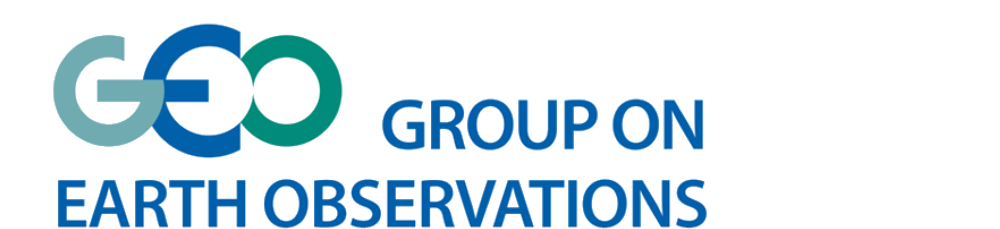 GEO GROUP ON
EARTH OBSERVATIONS